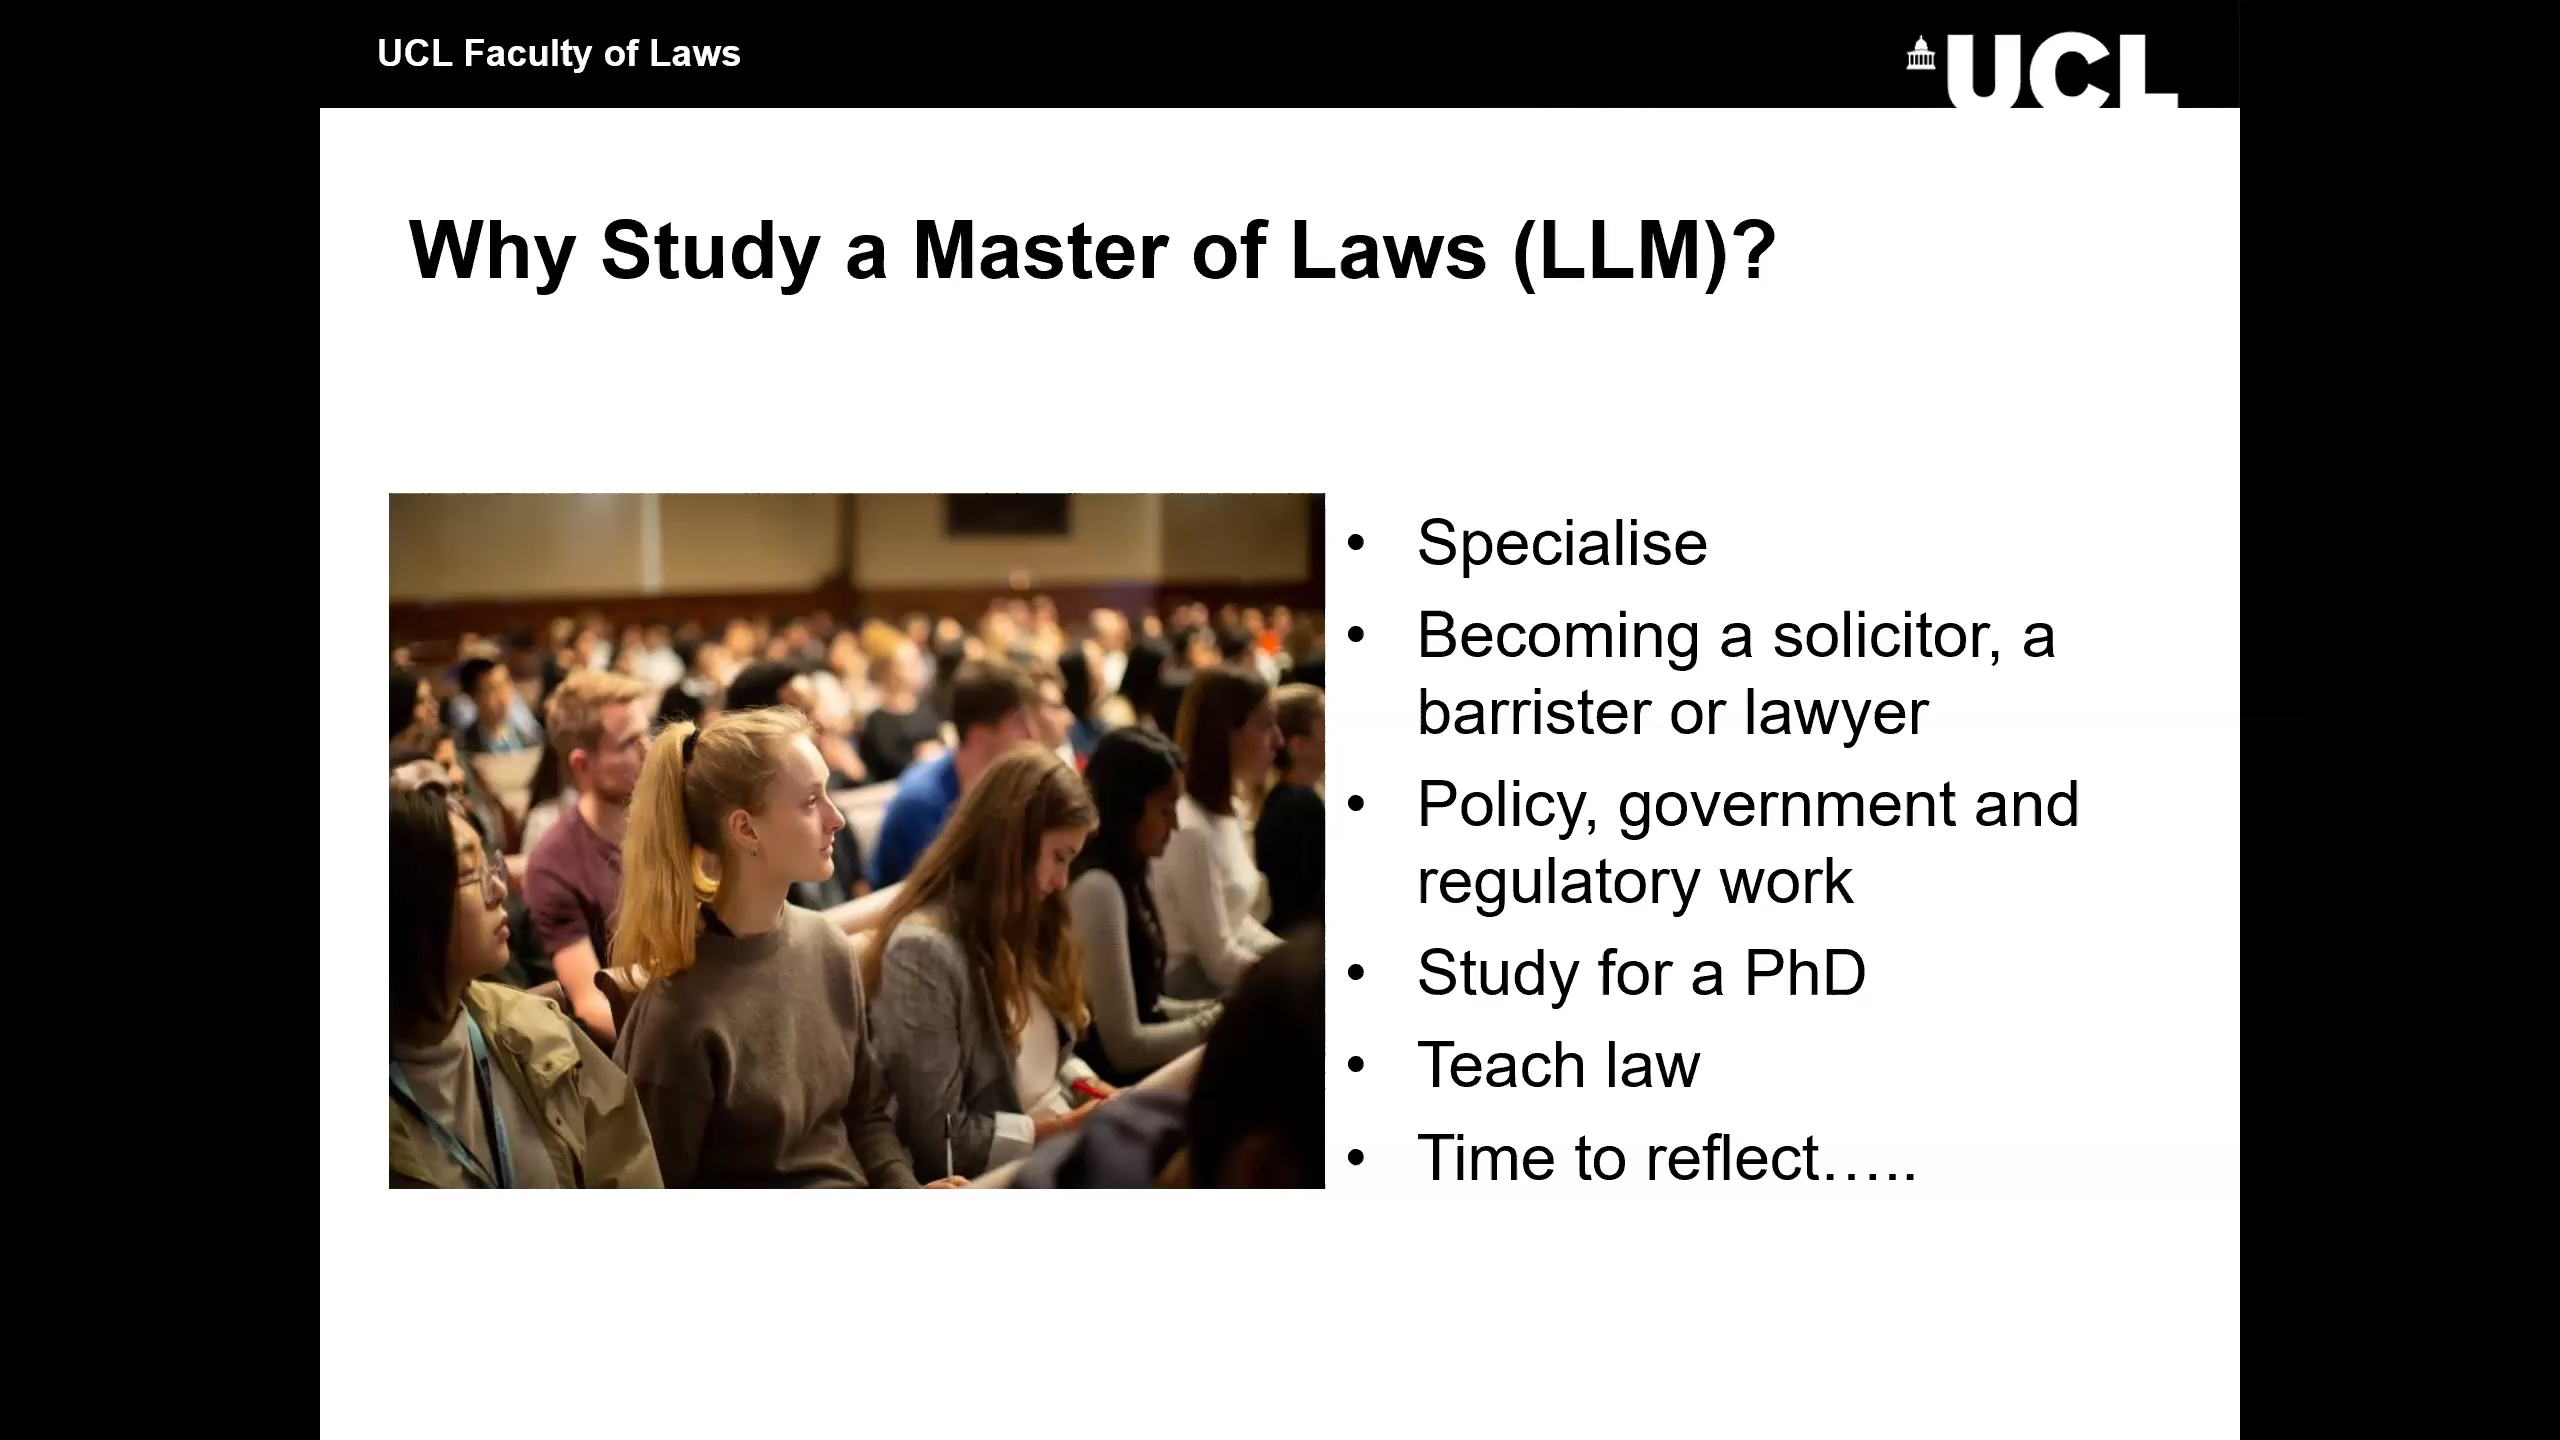 UCL Faculty of Laws
UCL
Why Study a Master of Laws (LLM)?
• Specialise
• Becoming a solicitor, a
barrister or lawyer
• Policy, government and
regulatory work
• Study for a PhD
• Teach law
• Time to reflect…..